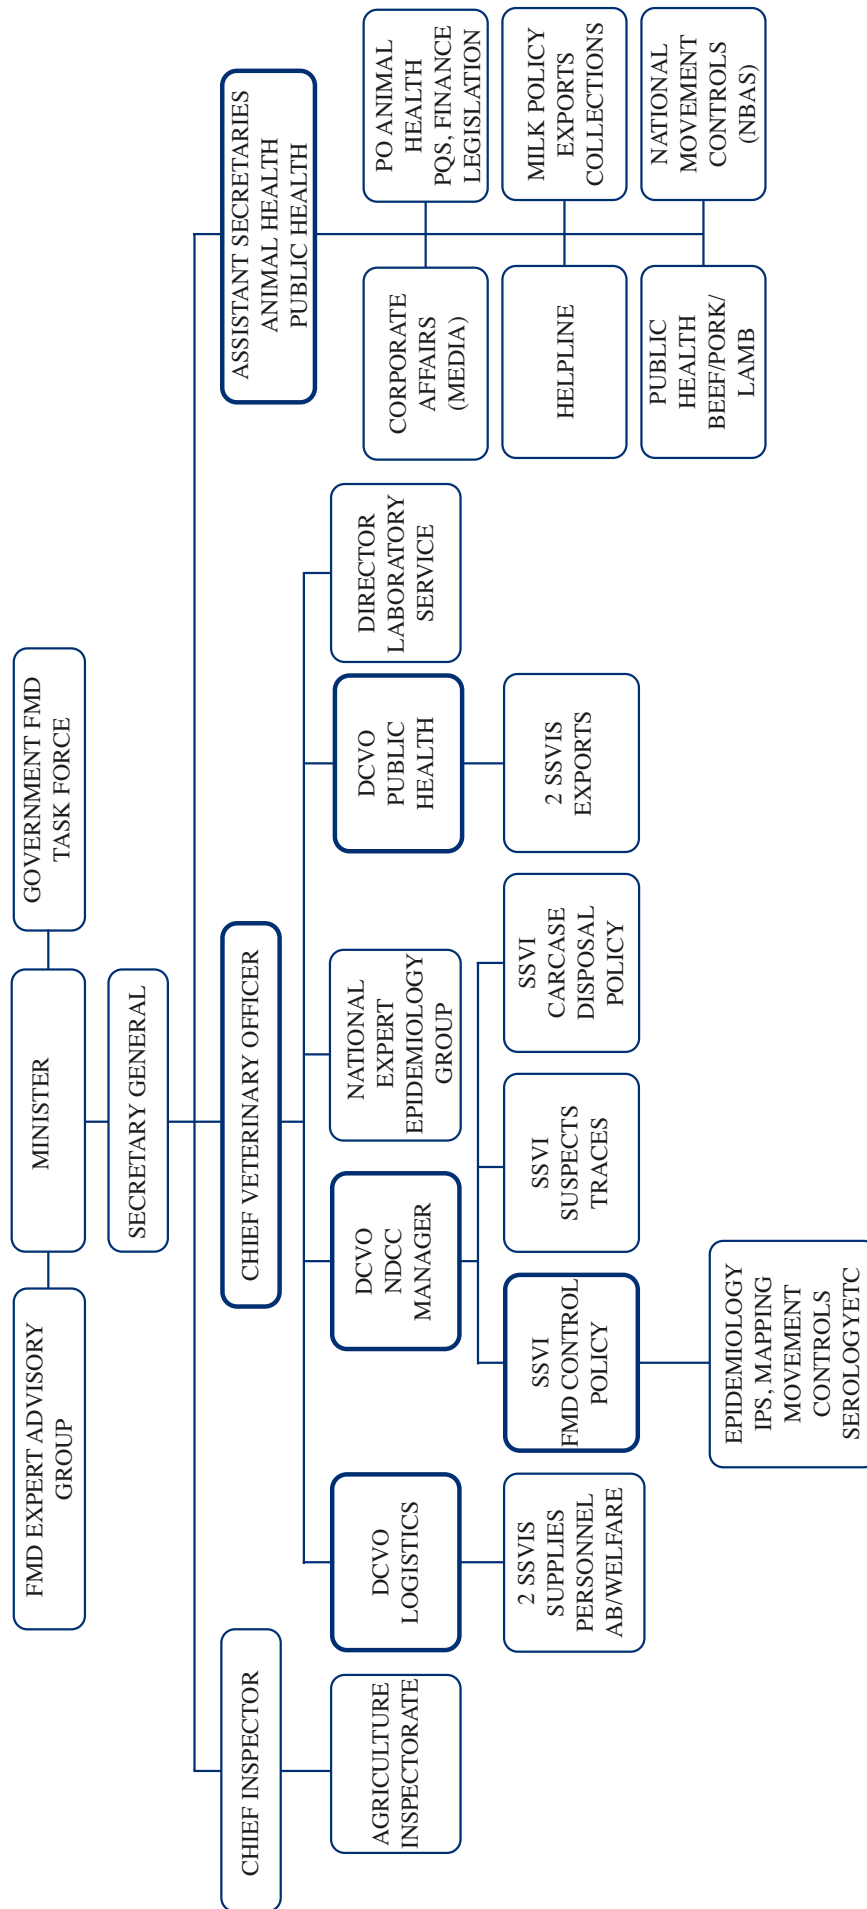 FMD EXPERT ADVISORY
GROUP
MINISTER
GOVERNMENT FMD
TASK FORCE
SECRETARY GENERAL
CHIEF INSPECTOR
CHIEF VETERINARY OFFICER
ASSISTANT SECRETARIES
ANIMAL HEALTH
PUBLIC HEALTH
AGRICULTURE
INSPECTORATE
DCVO
LOGISTICS
DCVO
NDCC
MANAGER
NATIONAL
EXPERT
EPIDEMIOLOGY
GROUP
DCVO
PUBLIC
HEALTH
DIRECTOR
LABORATORY
SERVICE
CORPORATE
AFFAIRS
(MEDIA)
PO ANIMAL
HEALTH
PQS, FINANCE
LEGISLATION
2 SSVIS
SUPPLIES
PERSONNEL
AB/WELFARE
SSVI
FMD CONTROL
POLICY
SSVI
SUSPECTS
TRACES
SSVI
CARCASE
DISPOSAL
POLICY
2 SSVIS
EXPORTS
HELPLINE
MILK POLICY
EXPORTS
COLLECTIONS
PUBLIC
HEALTH
BEEF/PORK/
LAMB
NATIONAL
MOVEMENT
CONTROLS
(NBAS)
EPIDEMIOLOGY
IPS, MAPPING
MOVEMENT
CONTROLS
SEROLOGYETC